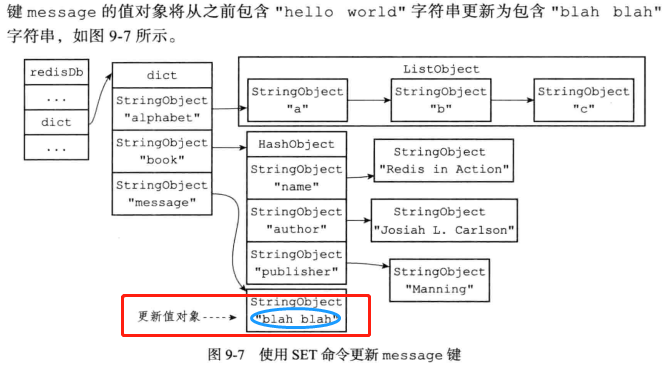 键 message 的值对象将从之前包含 "hello world" 字符串更新为包含 "blah blah"
字符串，如图 9-7 所示。
redisDb
...
dict
...
dict
StringObject
"alphabet"
StringObject
"book"
StringObject
"message"
ListObject
StringObject
"a"
StringObject
"b"
StringObject
"c"
HashObject
StringObject
"name"
StringObject
"author"
StringObject
"publisher"
StringObject
"Redis in Action"
StringObject
"Josiah L. Carlson"
StringObject
"Manning"
更新值对象
StringObject
"blah blah"
图 9-7 使用 SET 命令更新 message 键